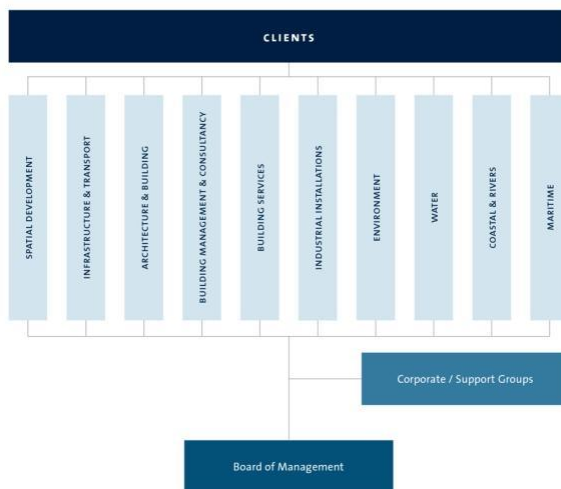 CLIENTS
SPATIAL DEVELOPMENT
INFRASTRUCTURE & TRANSPORT
ARCHITECTURE & BUILDING
BUILDING MANAGEMENT & CONSULTANCY
BUILDING SERVICES
INDUSTRIAL INSTALLATIONS
ENVIRONMENT
WATER
COASTAL & RIVERS
MARITIME
Corporate / Support Groups
Board of Management